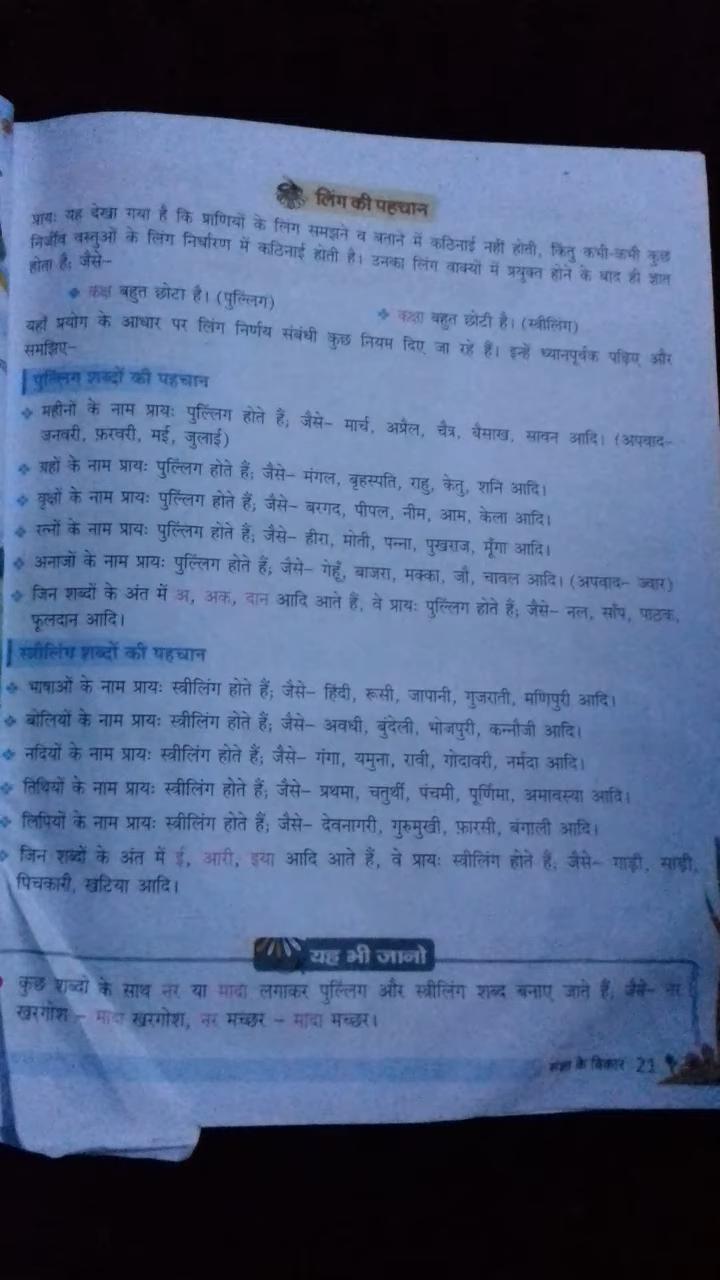 लिंग की पहचान
प्रायः यह देखा गया है कि प्राणियों के लिंग समझने व बताने में कठिनाई नहीं होती, किंतु कभी-कभी कुछ
निर्जीव वस्तुओं के लिंग निर्धारण में कठिनाई होती है। उनका लिंग वाक्यों में प्रयुक्त होने के बाद ही ज्ञात
होता है; जैसे–
❖ कक्ष बहुत छोटा है। (पुल्लिंग) ❖ कक्षा बहुत छोटी है। (स्त्रीलिंग)
यहाँ प्रयोग के आधार पर लिंग निर्णय संबंधी कुछ नियम दिए जा रहे हैं। इन्हें ध्यानपूर्वक पढ़िए और
समझिए–
पुल्लिंग शब्दों की पहचान
❖ महीनों के नाम प्रायः पुल्लिंग होते हैं; जैसे– मार्च, अप्रैल, चैत्र, बैसाख, सावन आदि। (अपवाद–
जनवरी, फ़रवरी, मई, जुलाई)
❖ ग्रहों के नाम प्रायः पुल्लिंग होते हैं; जैसे– मंगल, बृहस्पति, राहु, केतु, शनि आदि।
❖ वृक्षों के नाम प्रायः पुल्लिंग होते हैं; जैसे– बरगद, पीपल, नीम, आम, केला आदि।
❖ रत्नों के नाम प्रायः पुल्लिंग होते हैं; जैसे– हीरा, मोती, पन्ना, पुखराज, मूँगा आदि।
❖ अनाजों के नाम प्रायः पुल्लिंग होते हैं; जैसे– गेहूँ, बाजरा, मक्का, जौ, चावल आदि। (अपवाद– ज्वार)
❖ जिन शब्दों के अंत में अ, अक, दान आदि आते हैं, वे प्रायः पुल्लिंग होते हैं; जैसे– नल, साँप, पाठक,
फूलदान आदि।
स्त्रीलिंग शब्दों की पहचान
❖ भाषाओं के नाम प्रायः स्त्रीलिंग होते हैं; जैसे– हिंदी, रूसी, जापानी, गुजराती, मणिपुरी आदि।
❖ बोलियों के नाम प्रायः स्त्रीलिंग होते हैं; जैसे– अवधी, बुंदेली, भोजपुरी, कन्नौजी आदि।
❖ नदियों के नाम प्रायः स्त्रीलिंग होते हैं; जैसे– गंगा, यमुना, रावी, गोदावरी, नर्मदा आदि।
❖ तिथियों के नाम प्रायः स्त्रीलिंग होते हैं; जैसे– प्रथमा, चतुर्थी, पंचमी, पूर्णिमा, अमावस्या आदि।
❖ लिपियों के नाम प्रायः स्त्रीलिंग होते हैं; जैसे– देवनागरी, गुरुमुखी, फ़ारसी, बंगाली आदि।
❖ जिन शब्दों के अंत में ई, आरी, इया आदि आते हैं, वे प्रायः स्त्रीलिंग होते हैं; जैसे– गाड़ी, साड़ी,
पिचकारी, खटिया आदि।
यह भी जानो
कुछ शब्दों के साथ नर या मादा लगाकर पुल्लिंग और स्त्रीलिंग शब्द बनाए जाते हैं; जैसे– नर
खरगोश – मादा खरगोश, नर मच्छर – मादा मच्छर।
संज्ञा के विकार 21